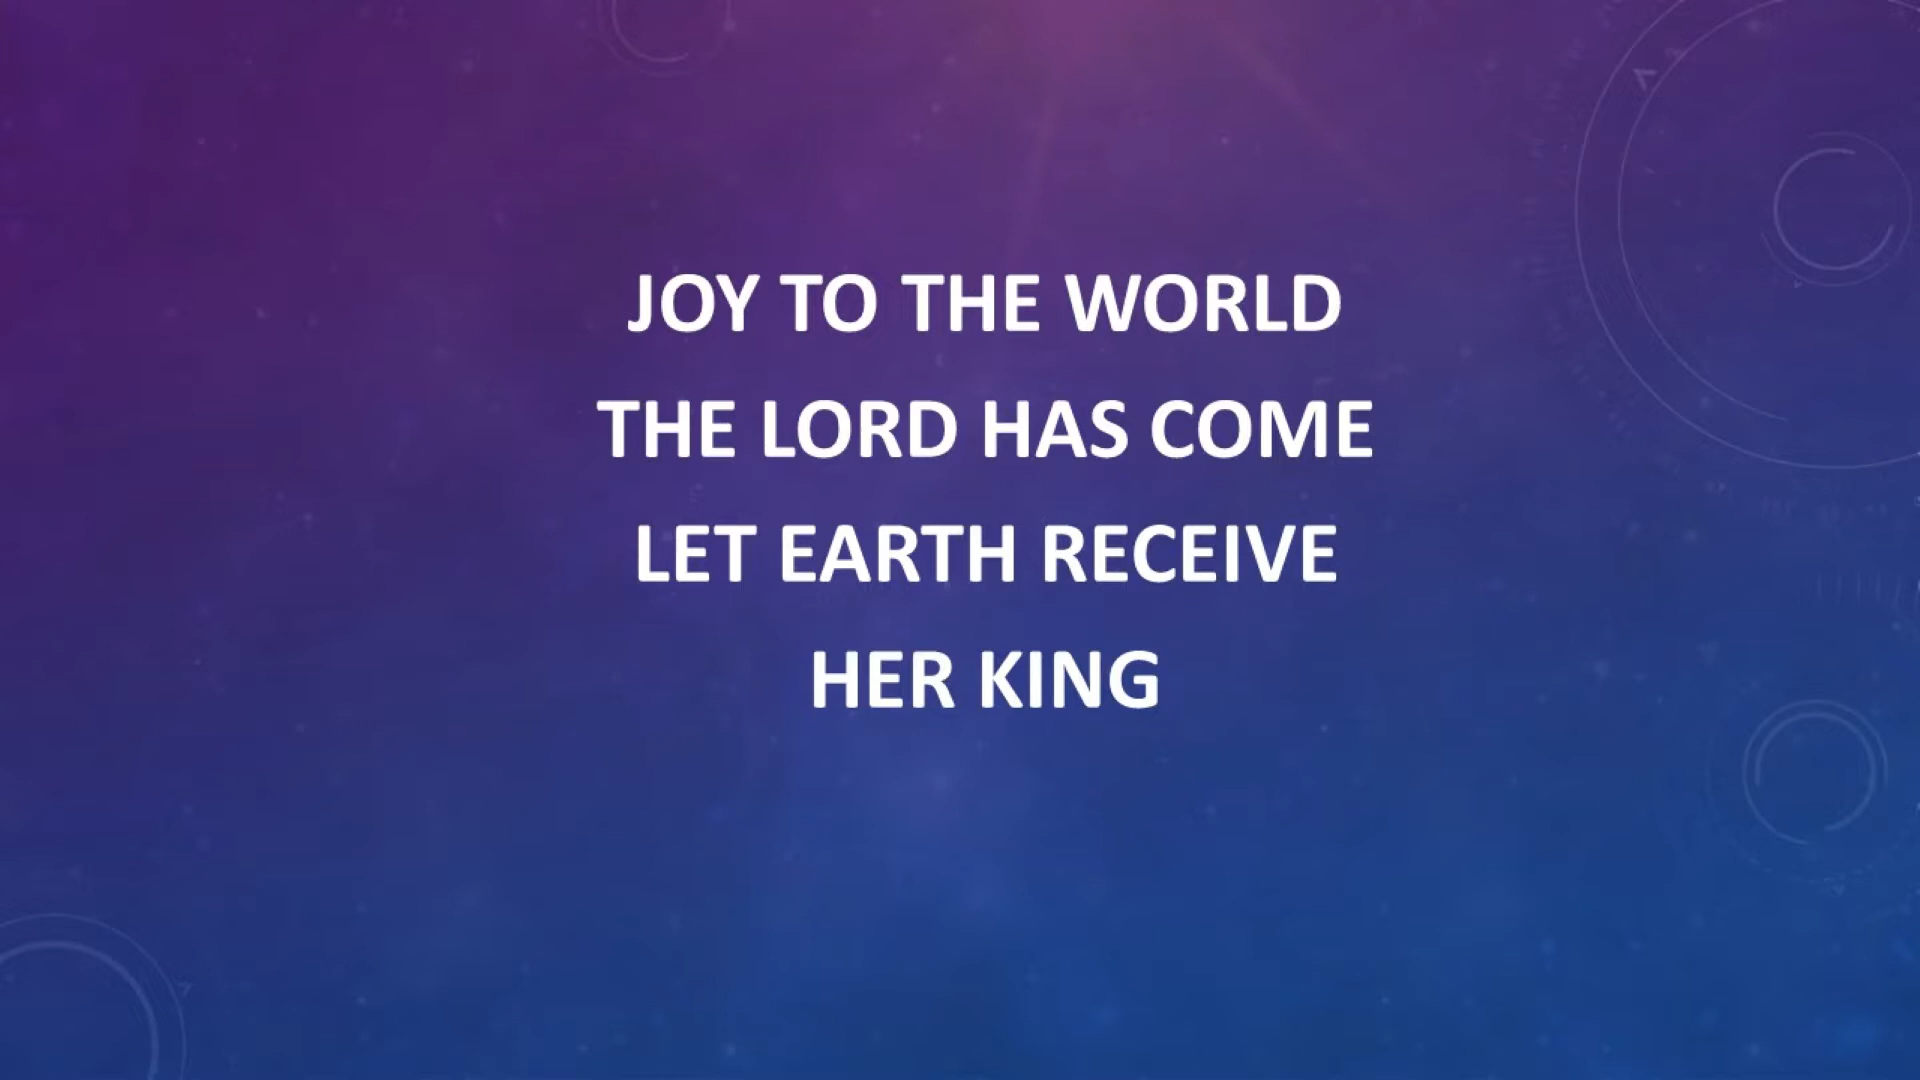 JOY TO THE WORLD
THE LORD HAS COME
LET EARTH RECEIVE
HER KING